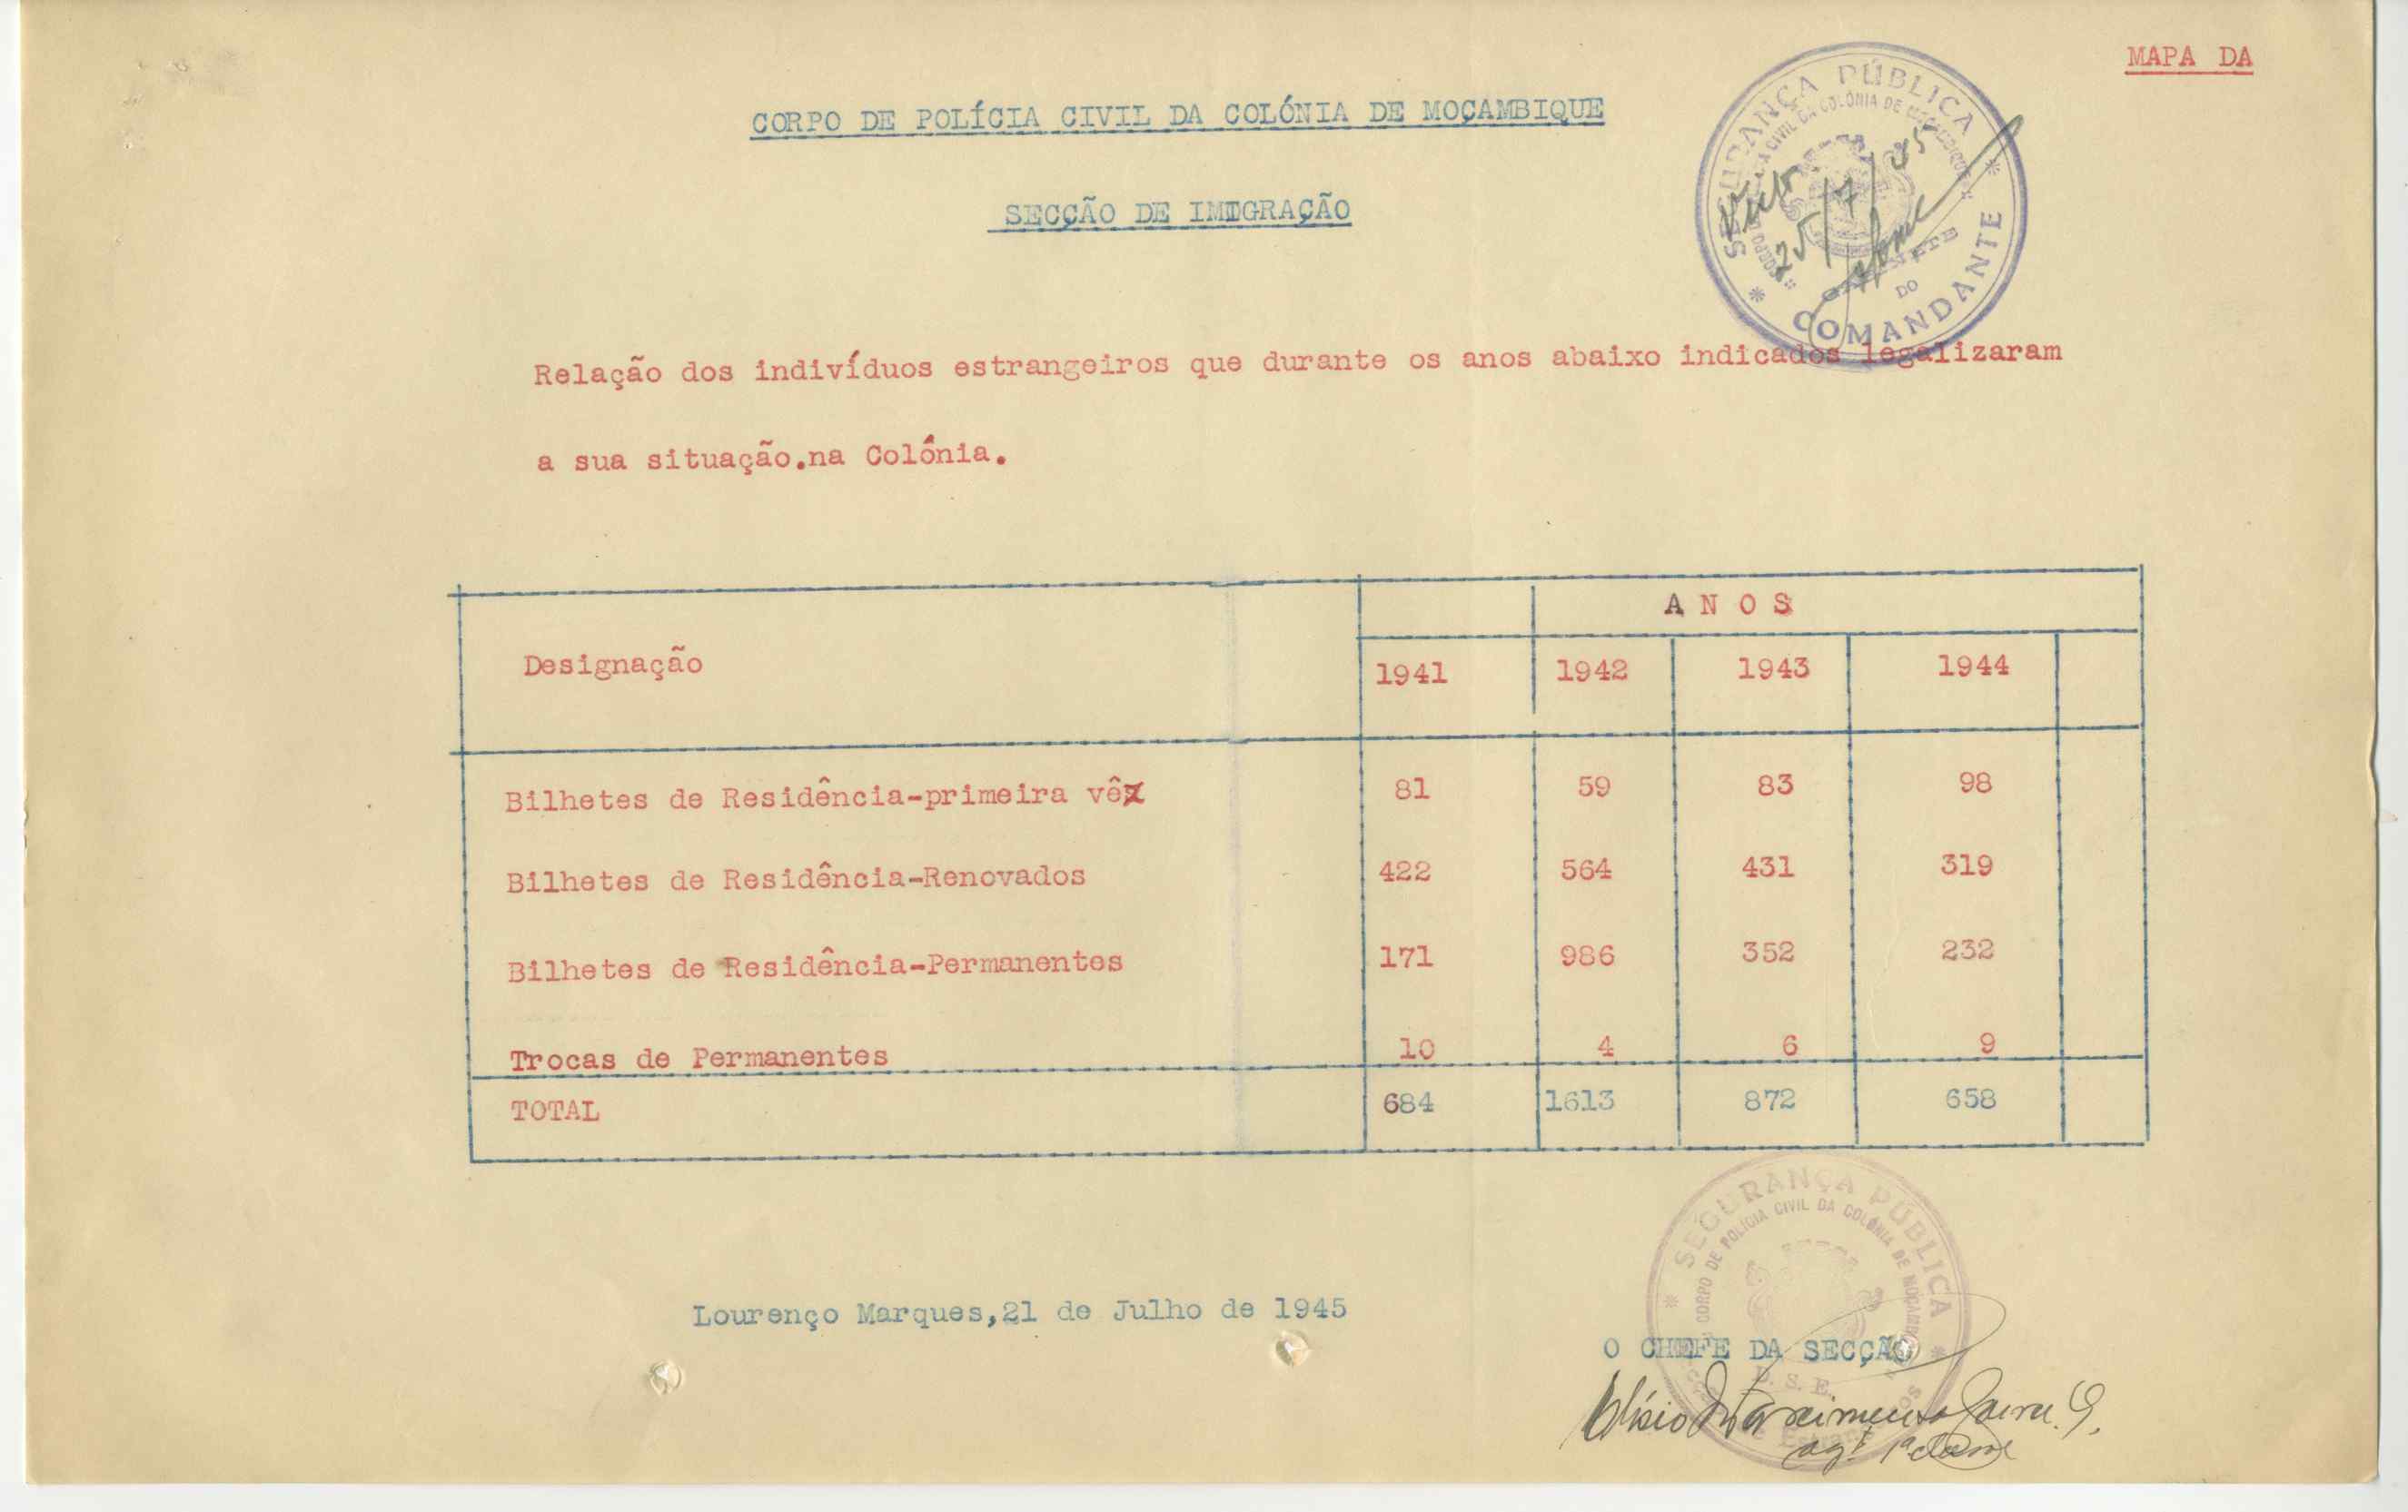 MAPA DA
CORPO DE POLÍCIA CIVIL DA COLÓNIA DE MOÇAMBIQUE
SECÇÃO DE IMIGRAÇÃO
SEGURANÇA PÚBLICA
CORPO DE POLÍCIA CIVIL DA COLÓNIA DE MOÇAMBIQUE
GABINETE
DO
COMANDANTE
Visto
25/7/45
Relação dos indivíduos estrangeiros que durante os anos abaixo indicados legalizaram
a sua situação.na Colónia.
A N O S
Designação 1941 1942 1943 1944
Bilhetes de Residência-primeira vêz 81 59 83 98
Bilhetes de Residência-Renovados 422 564 431 319
Bilhetes de Residência-Permanentes 171 986 352 232
Trocas de Permanentes 10 4 6 9
TOTAL 684 1613 872 658
SEGURANÇA PÚBLICA
CORPO DE POLÍCIA CIVIL DA COLÓNIA DE MOÇAMBIQUE
Lourenço Marques,21 de Julho de 1945
O CHEFE DA SECÇÃO
S. E.
agt. 1ª classe